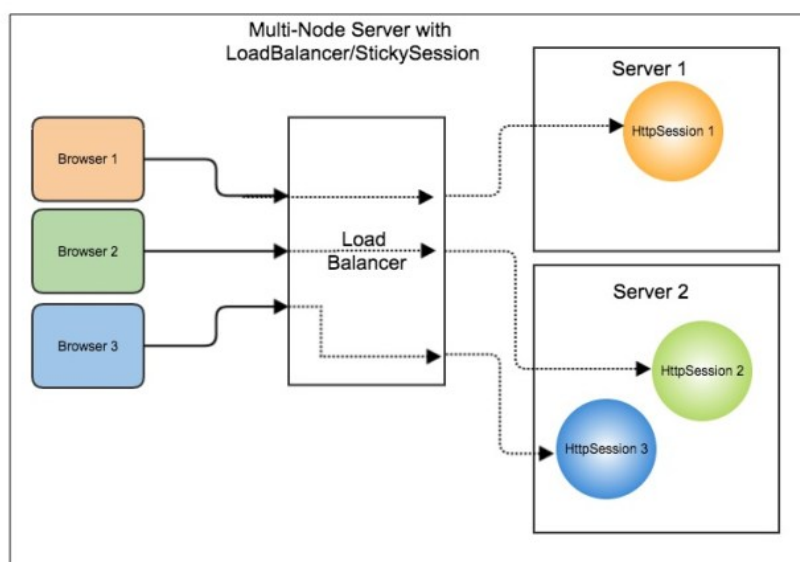 Multi-Node Server with
LoadBalancer/StickySession
Server 1
HttpSession 1
Browser 1
Browser 2
Browser 3
Load
Balancer
Server 2
HttpSession 2
HttpSession 3